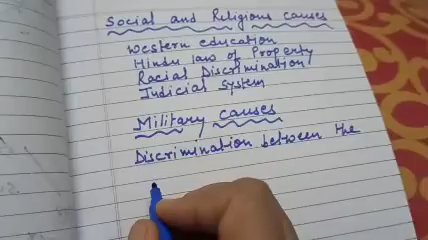 Social and Religious causes
Western education
Hindu law of Property
Racial Discrimination
Judicial System
Military causes
Discrimination between the